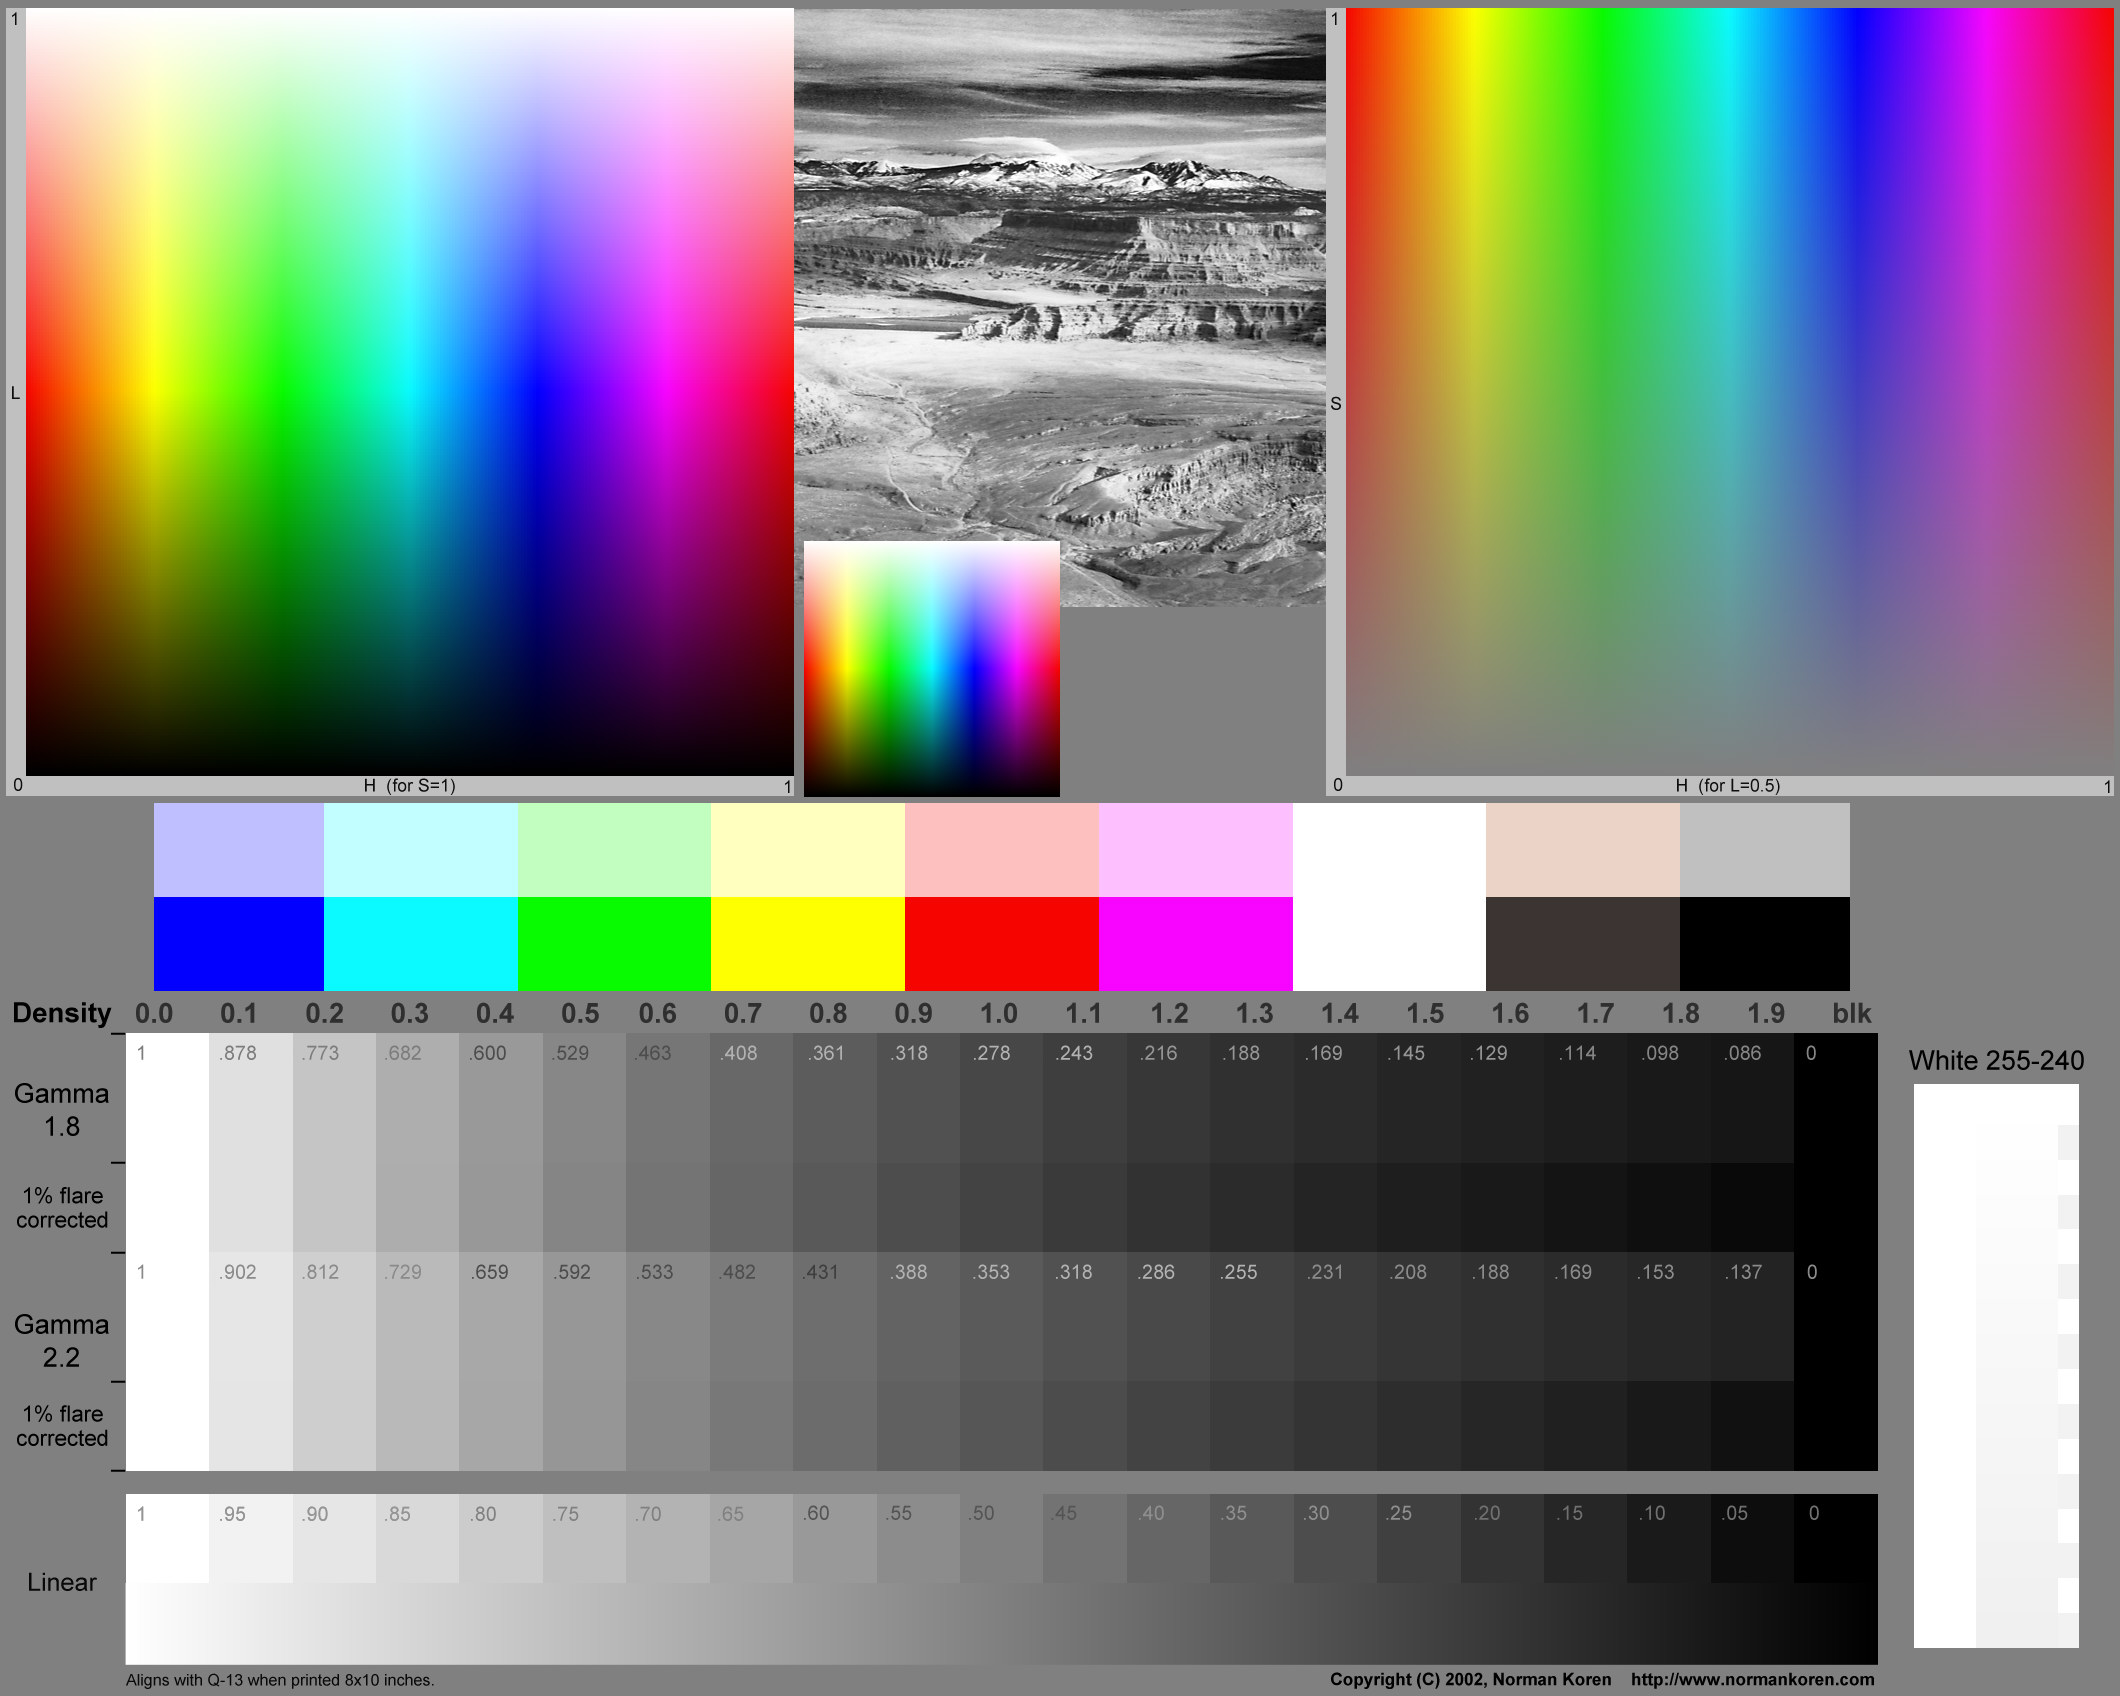 1
1
L
S
0 H (for S=1) 1
0 H (for L=0.5) 1
Density 0.0 0.1 0.2 0.3 0.4 0.5 0.6 0.7 0.8 0.9 1.0 1.1 1.2 1.3 1.4 1.5 1.6 1.7 1.8 1.9 blk
1 .878 .773 .682 .600 .529 .463 .408 .361 .318 .278 .243 .216 .188 .169 .145 .129 .114 .098 .086 0
White 255-240
Gamma
1.8
1% flare
corrected
1 .902 .812 .729 .659 .592 .533 .482 .431 .388 .353 .318 .286 .255 .231 .208 .188 .169 .153 .137 0
Gamma
2.2
1% flare
corrected
1 .95 .90 .85 .80 .75 .70 .65 .60 .55 .50 .45 .40 .35 .30 .25 .20 .15 .10 .05 0
Linear
Aligns with Q-13 when printed 8x10 inches.
Copyright (C) 2002, Norman Koren http://www.normankoren.com